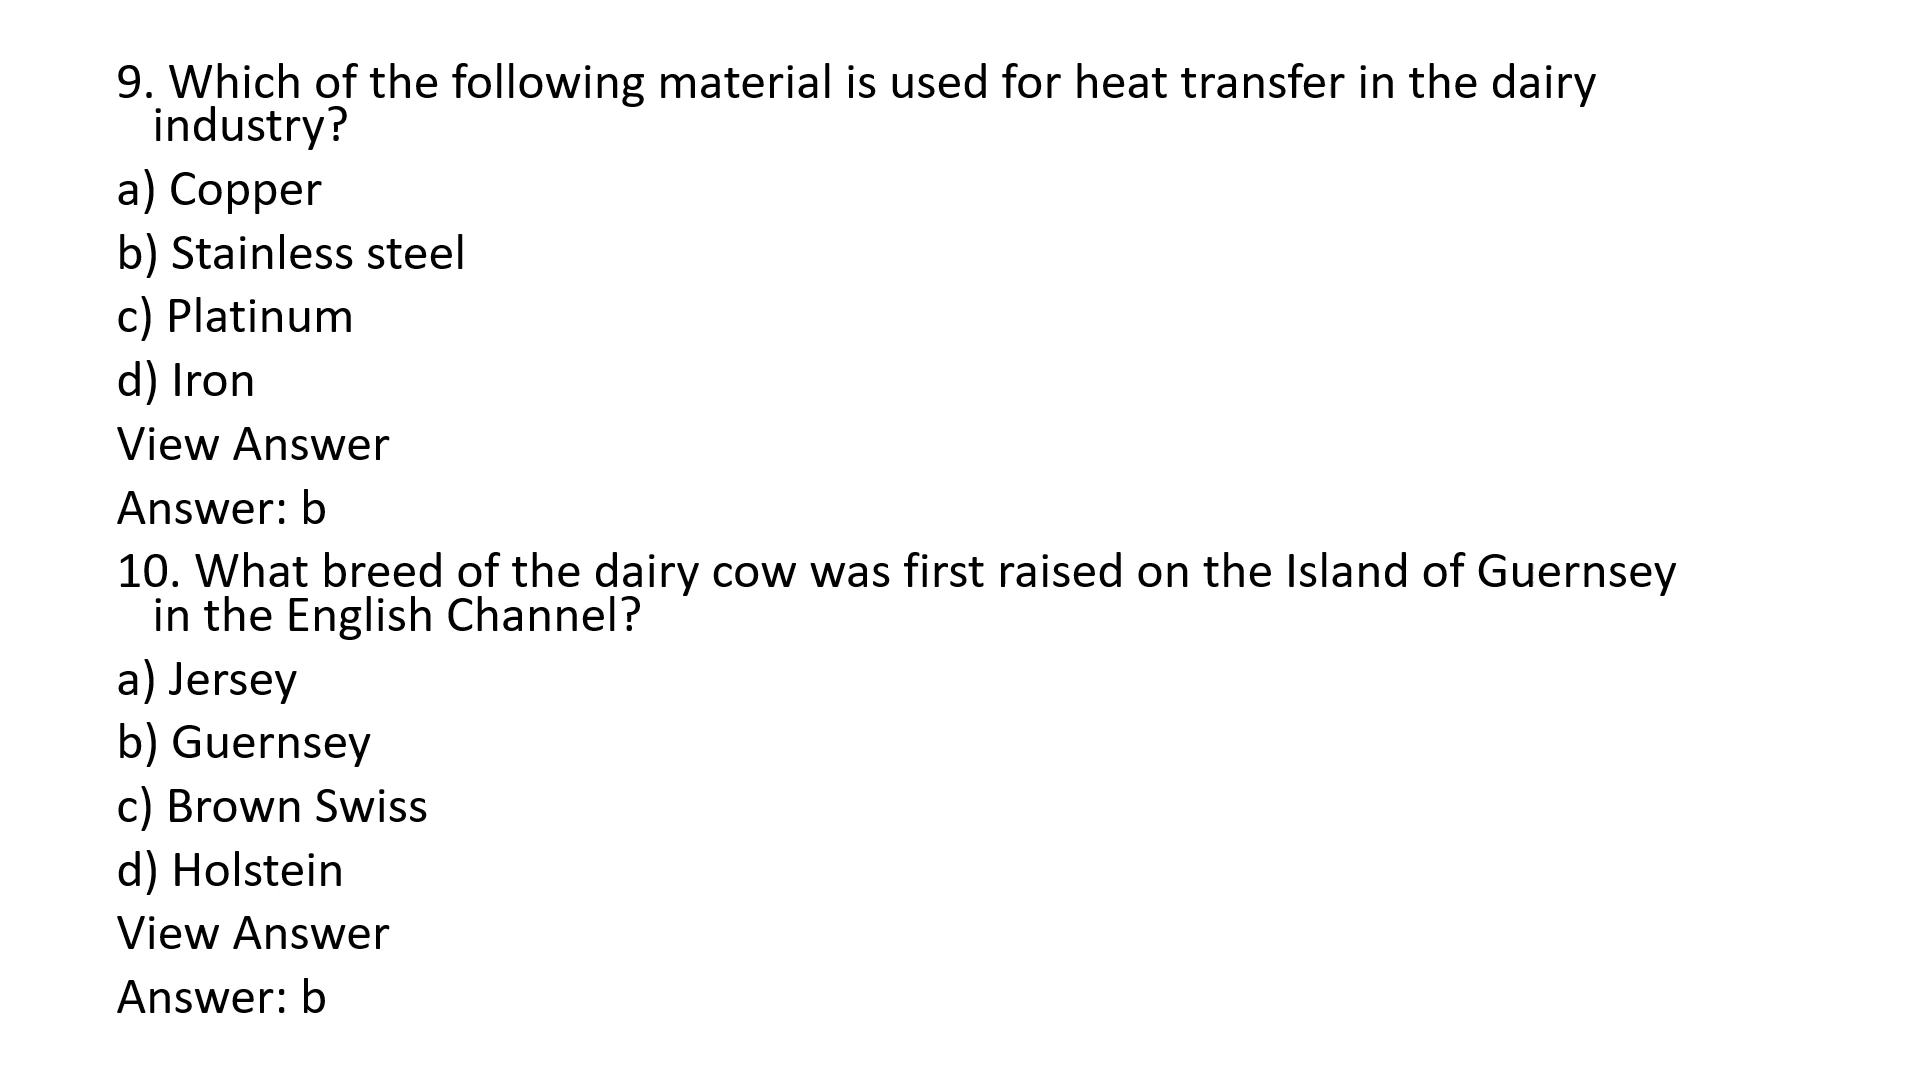 9. Which of the following material is used for heat transfer in the dairy
industry?
a) Copper
b) Stainless steel
c) Platinum
d) Iron
View Answer
Answer: b
10. What breed of the dairy cow was first raised on the Island of Guernsey
in the English Channel?
a) Jersey
b) Guernsey
c) Brown Swiss
d) Holstein
View Answer
Answer: b